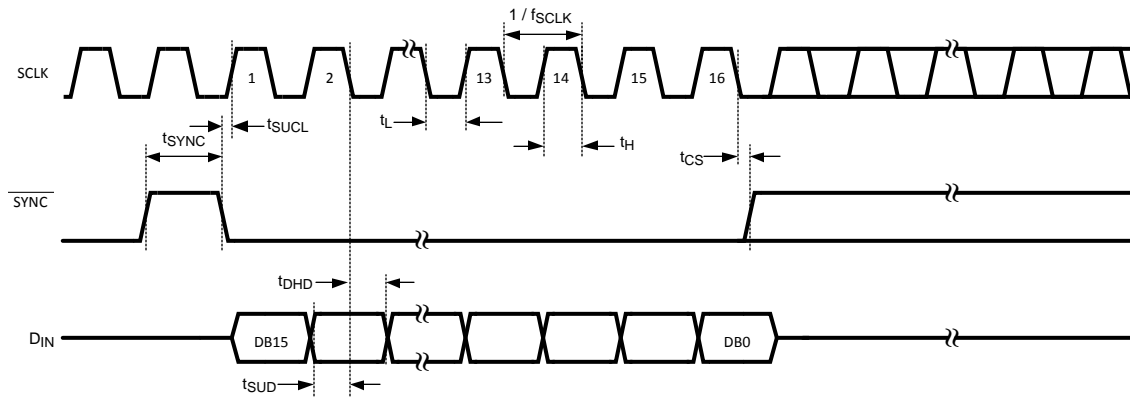 1 / fSCLK
SCLK
1
2
13
14
15
16
tSUCL
tL
tH
tSYNC
tCS
SYNC
tDHD
DIN
DB15
DB0
tSUD